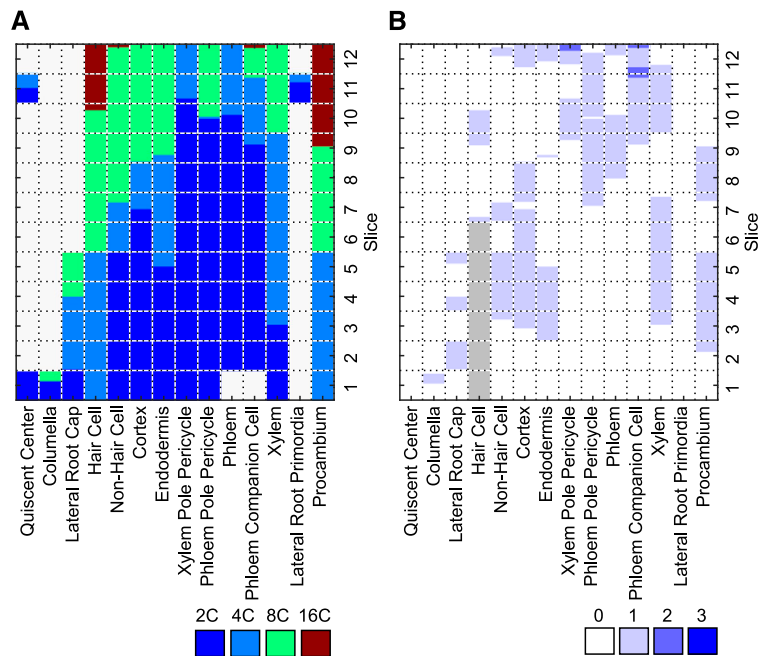 A
B
12
11
10
9
8
7
6
5
4
3
2
1
Slice
12
11
10
9
8
7
6
5
4
3
2
1
Slice
Quiscent Center
Columella
Lateral Root Cap
Hair Cell
Non-Hair Cell
Cortex
Endodermis
Xylem Pole Pericycle
Phloem Pole Pericycle
Phloem
Phloem Companion Cell
Xylem
Lateral Root Primordia
Procambium
Quiscent Center
Columella
Lateral Root Cap
Hair Cell
Non-Hair Cell
Cortex
Endodermis
Xylem Pole Pericycle
Phloem Pole Pericycle
Phloem
Phloem Companion Cell
Xylem
Lateral Root Primordia
Procambium
2C 4C 8C 16C
0 1 2 3